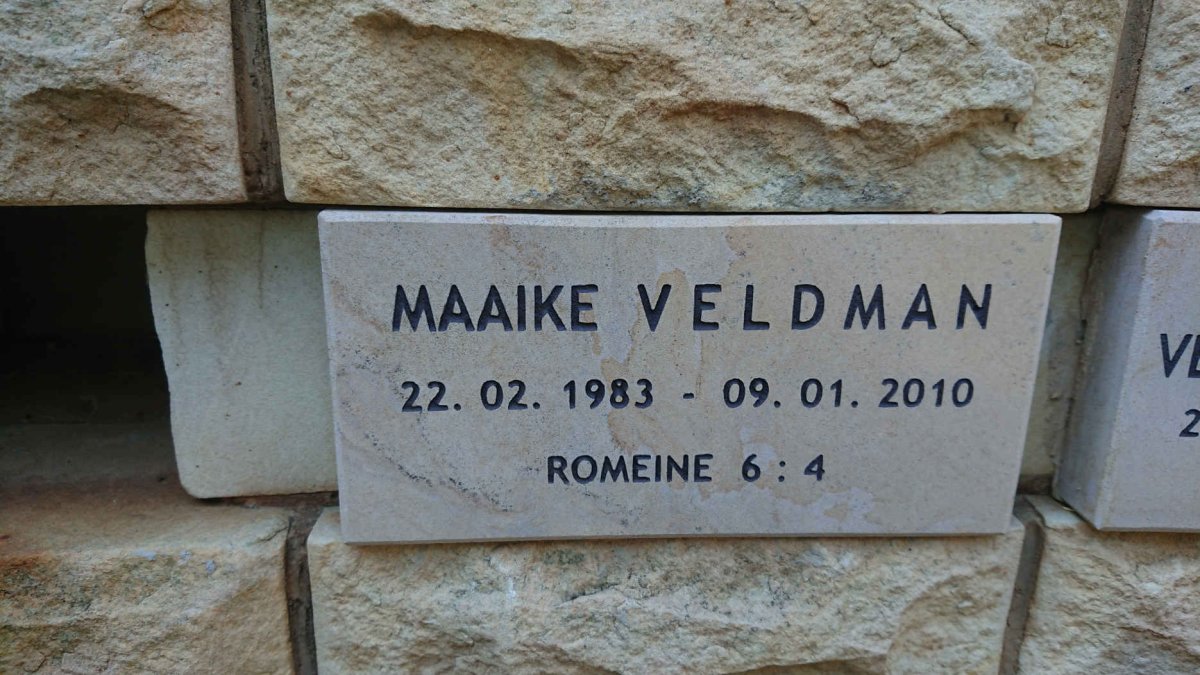 MAAIKE VELDMAN
22. 02. 1983 - 09. 01. 2010
ROMEINE 6 : 4